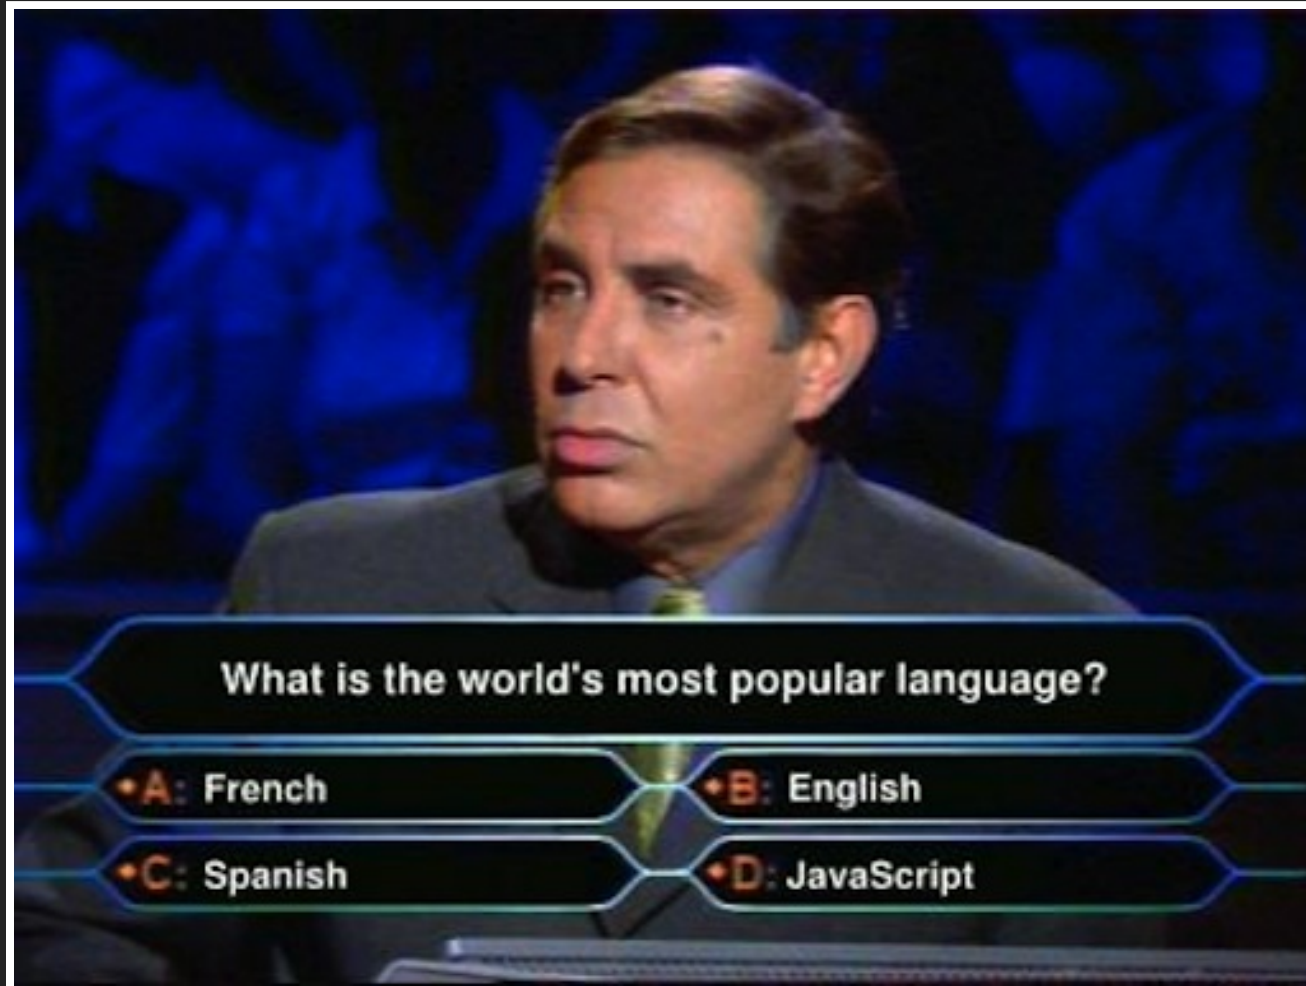 What is the world's most popular language?
A: French
B: English
C: Spanish
D: JavaScript